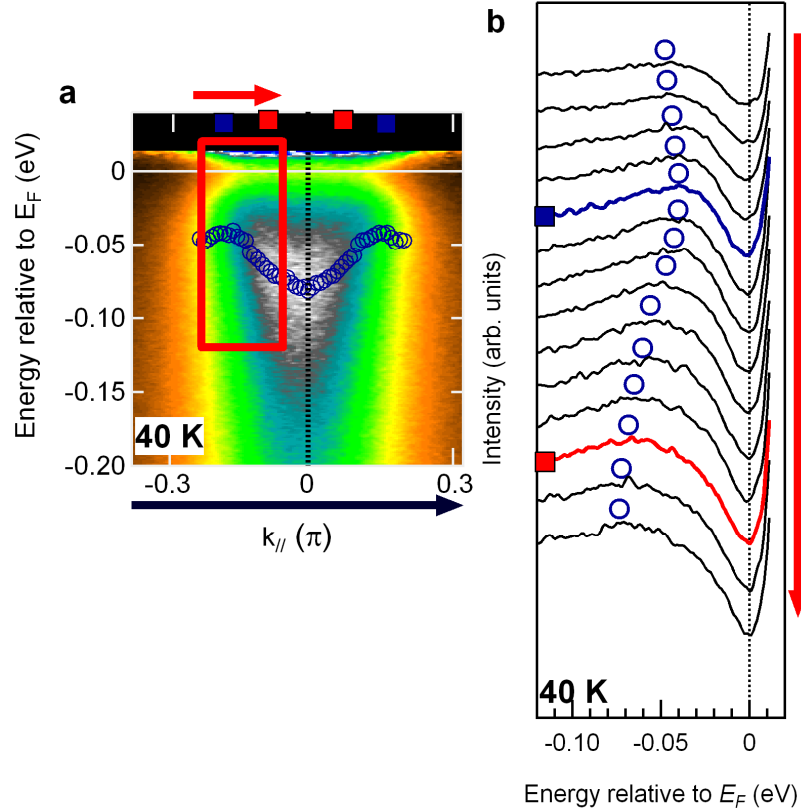 a
Energy relative to E_F (eV)
0
-0.05
-0.10
-0.15
-0.20
40 K
-0.3
0
0.3
k// (π)
b
Intensity (arb. units)
40 K
-0.10
-0.05
0
Energy relative to E_F (eV)